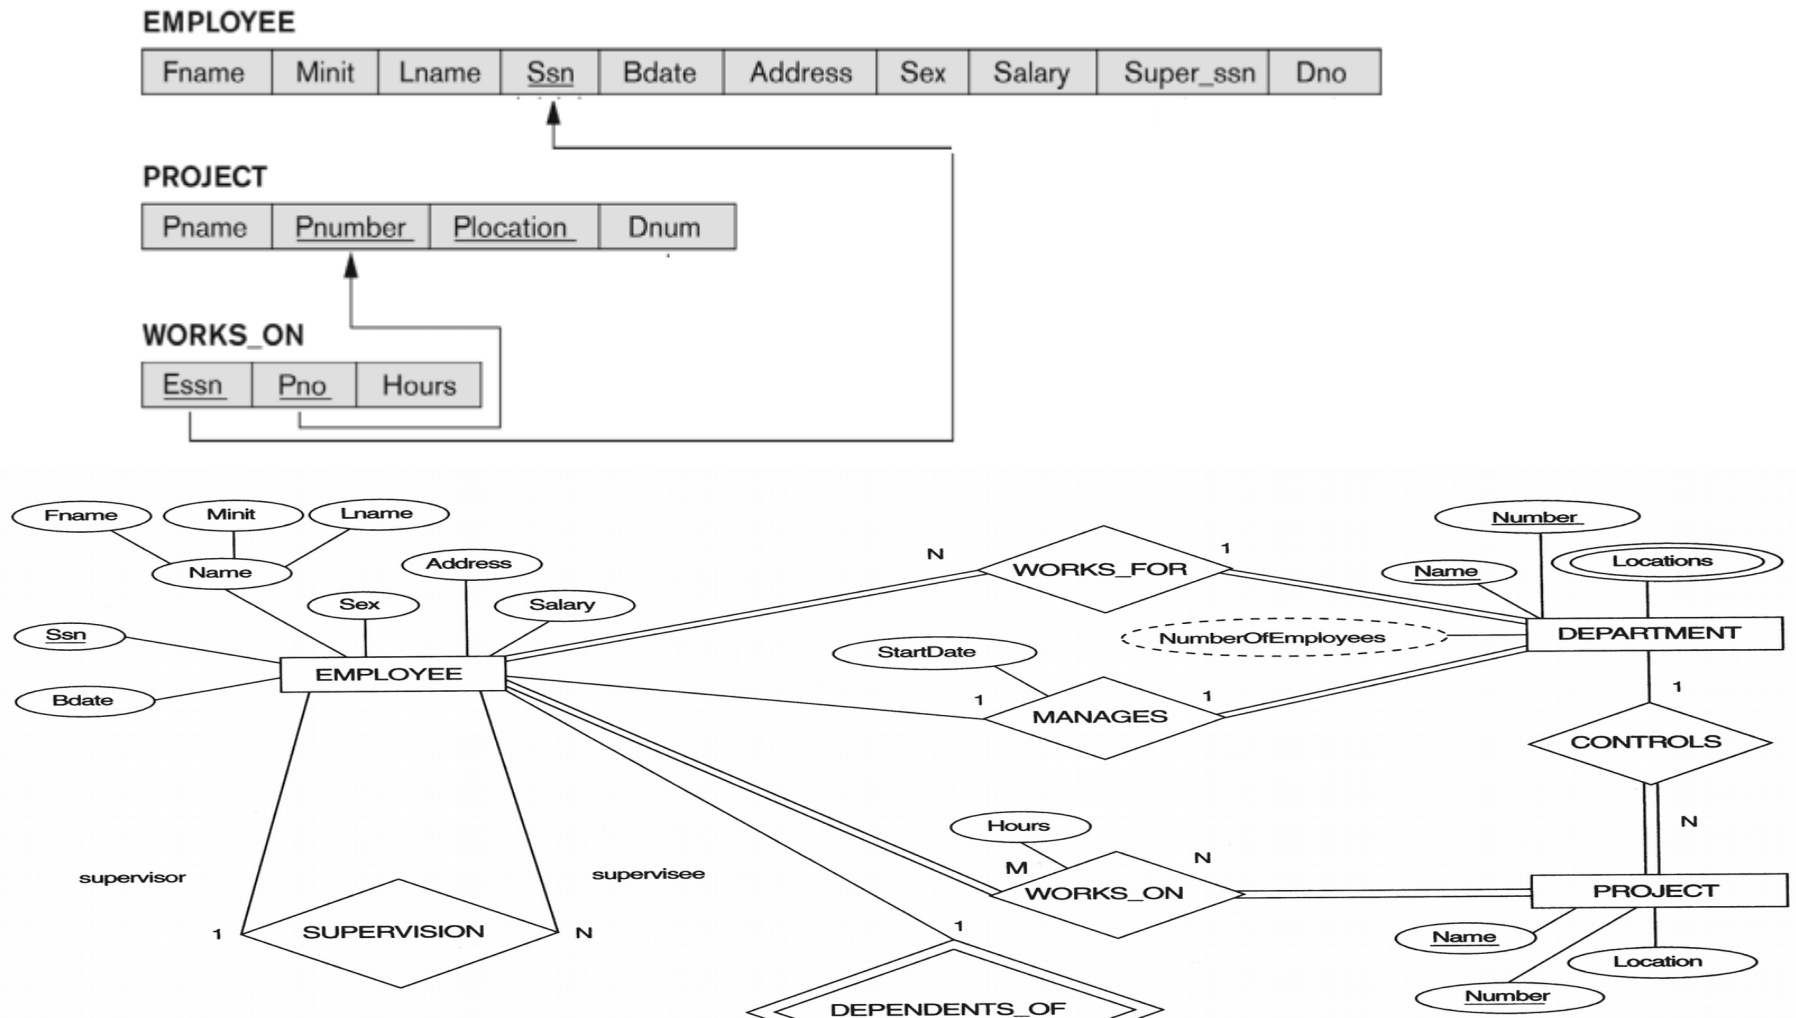 EMPLOYEE
Fname Minit Lname Ssn Bdate Address Sex Salary Super_ssn Dno
PROJECT
Pname Pnumber Plocation Dnum
WORKS_ON
Essn Pno Hours
Fname Minit Lname
Name
Address
Sex
Salary
Ssn
EMPLOYEE
Bdate
N WORKS_FOR 1
Number
Locations
Name
NumberOfEmployees
DEPARTMENT
StartDate
1 MANAGES 1
1
CONTROLS
N
Hours
M WORKS_ON N
PROJECT
Name
Location
Number
supervisor
supervisee
1 SUPERVISION N
1
DEPENDENTS_OF